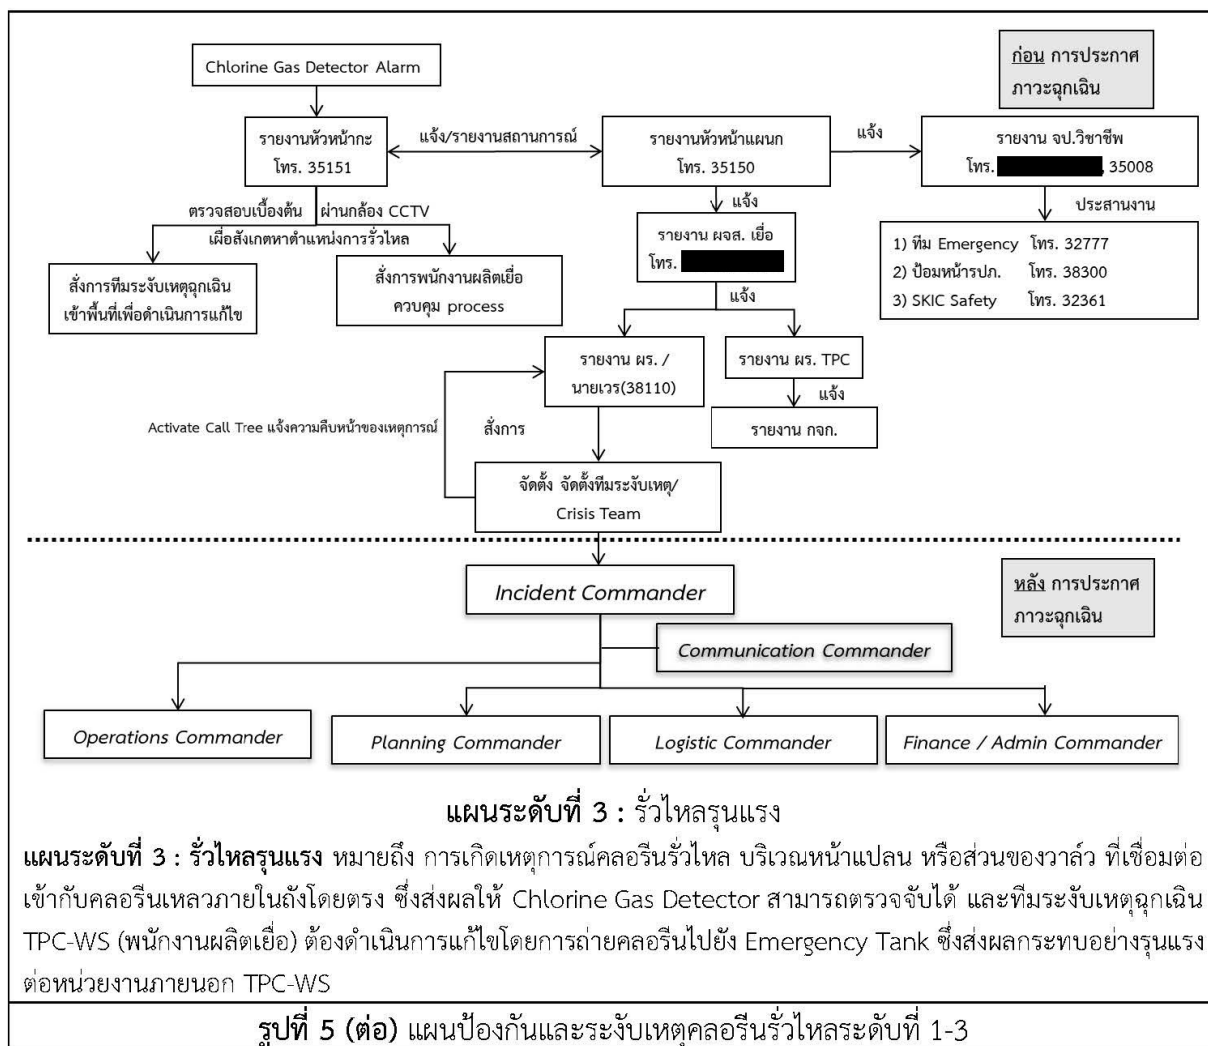 Chlorine Gas Detector Alarm
ก่อน การประกาศ
ภาวะฉุกเฉิน
รายงานหัวหน้ากะ
โทร. 35151
แจ้ง/รายงานสถานการณ์
รายงานหัวหน้าแผนก
โทร. 35150
แจ้ง
รายงาน จป.วิชาชีพ
โทร. , 35008
ตรวจสอบเบื้องต้น ผ่านกล้อง CCTV
เผื่อสังเกตหาตำแหน่งการรั่วไหล
แจ้ง
ประสานงาน
รายงาน ผจส. เยื่อ
โทร.
1) ทีม Emergency โทร. 32777
2) ป้อมหน้ารปภ. โทร. 38300
3) SKIC Safety โทร. 32361
สั่งการทีมระงับเหตุฉุกเฉิน
เข้าพื้นที่เพื่อดำเนินการแก้ไข
สั่งการพนักงานผลิตเยื่อ
ควบคุม process
แจ้ง
รายงาน ผร. /
นายเวร(38110)
รายงาน ผร. TPC
แจ้ง
รายงาน กจก.
Activate Call Tree แจ้งความคืบหน้าของเหตุการณ์
สั่งการ
จัดตั้ง จัดตั้งทีมระงับเหตุ/
Crisis Team
Incident Commander
หลัง การประกาศ
ภาวะฉุกเฉิน
Communication Commander
Operations Commander
Planning Commander
Logistic Commander
Finance / Admin Commander
แผนระดับที่ 3 : รั่วไหลรุนแรง
แผนระดับที่ 3 : รั่วไหลรุนแรง หมายถึง การเกิดเหตุการณ์คลอรีนรั่วไหล บริเวณหน้าแปลน หรือส่วนของวาล์ว ที่เชื่อมต่อ
เข้ากับคลอรีนเหลวภายในถังโดยตรง ซึ่งส่งผลให้ Chlorine Gas Detector สามารถตรวจจับได้ และทีมระงับเหตุฉุกเฉิน
TPC-WS (พนักงานผลิตเยื่อ) ต้องดำเนินการแก้ไขโดยการถ่ายคลอรีนไปยัง Emergency Tank ซึ่งส่งผลกระทบอย่างรุนแรง
ต่อหน่วยงานภายนอก TPC-WS
รูปที่ 5 (ต่อ) แผนป้องกันและระงับเหตุคลอรีนรั่วไหลระดับที่ 1-3